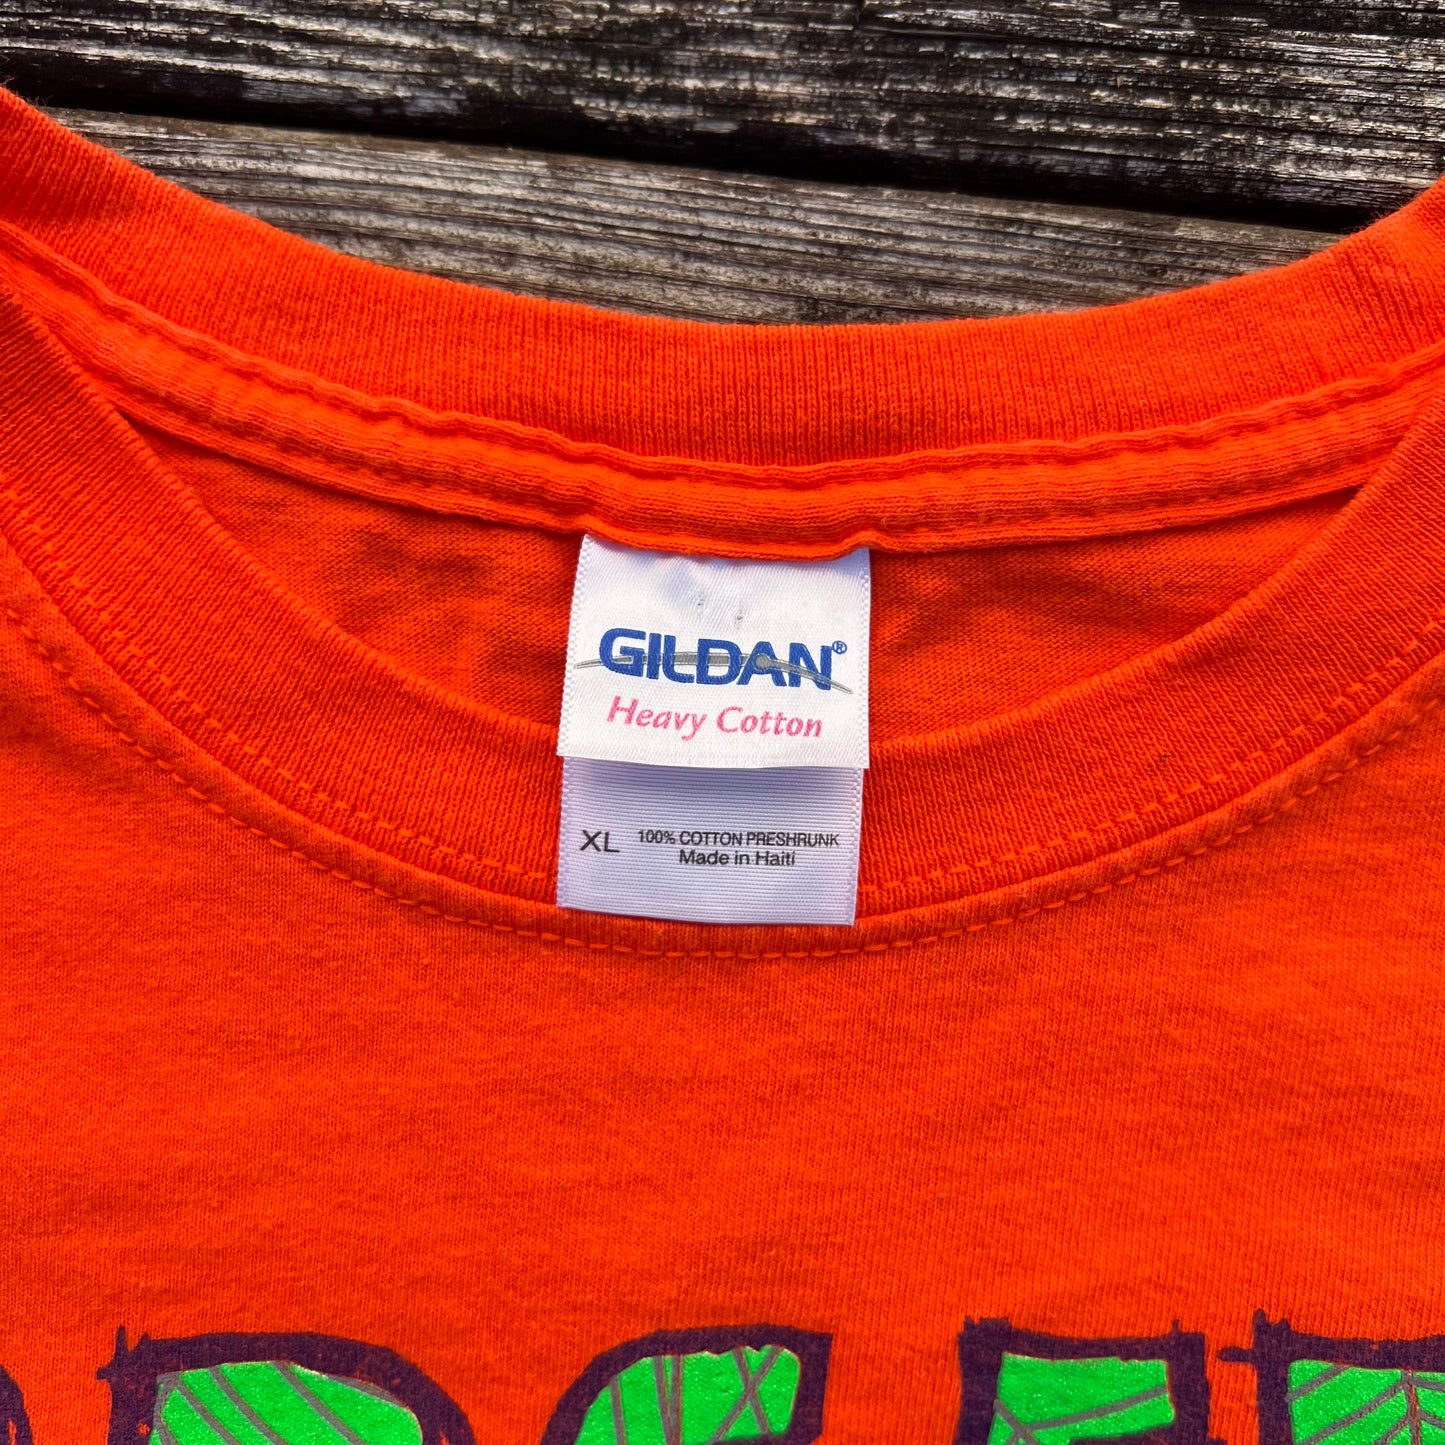 GILDAN®
Heavy Cotton
XL 100% COTTON PRESHRUNK
Made in Haiti